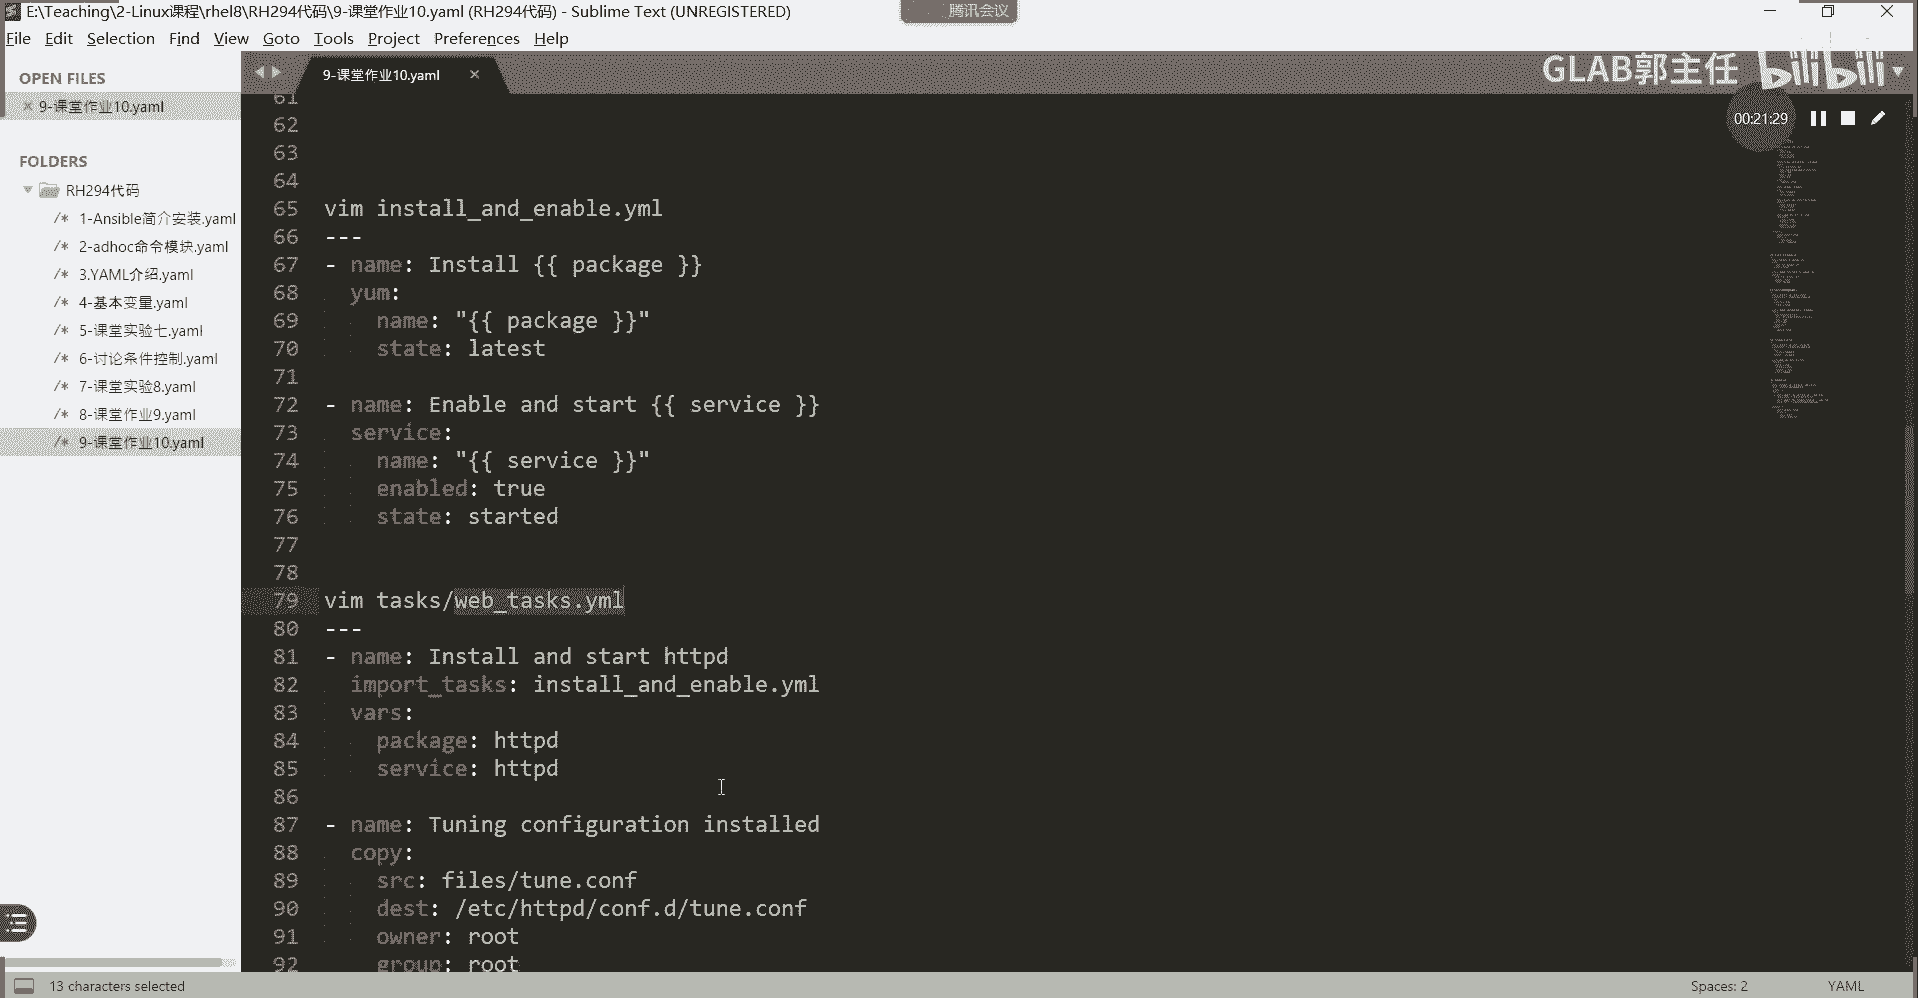 E:\Teaching\2-Linux课程\rhel8\RH294代码\9-课堂作业10.yaml (RH294代码) - Sublime Text (UNREGISTERED)
腾讯会议
File Edit Selection Find View Goto Tools Project Preferences Help
GLAB郭主任 bilibili
00:21:29
OPEN FILES
9-课堂作业10.yaml
FOLDERS
RH294代码
/* 1-Ansible简介安装.yaml
/* 2-adhoc命令模块.yaml
/* 3.YAML介绍.yaml
/* 4-基本变量.yaml
/* 5-课堂实验七.yaml
/* 6-讨论条件控制.yaml
/* 7-课堂实验8.yaml
/* 8-课堂作业9.yaml
/* 9-课堂作业10.yaml
9-课堂作业10.yaml
61
62
63
64
65 vim install_and_enable.yml
66 ---
67 - name: Install {{ package }}
68 yum:
69 name: "{{ package }}"
70 state: latest
71
72 - name: Enable and start {{ service }}
73 service:
74 name: "{{ service }}"
75 enabled: true
76 state: started
77
78
79 vim tasks/web_tasks.yml
80 ---
81 - name: Install and start httpd
82 import_tasks: install_and_enable.yml
83 vars:
84 package: httpd
85 service: httpd
86
87 - name: Tuning configuration installed
88 copy:
89 src: files/tune.conf
90 dest: /etc/httpd/conf.d/tune.conf
91 owner: root
92 group: root
13 characters selected
Spaces: 2
YAML